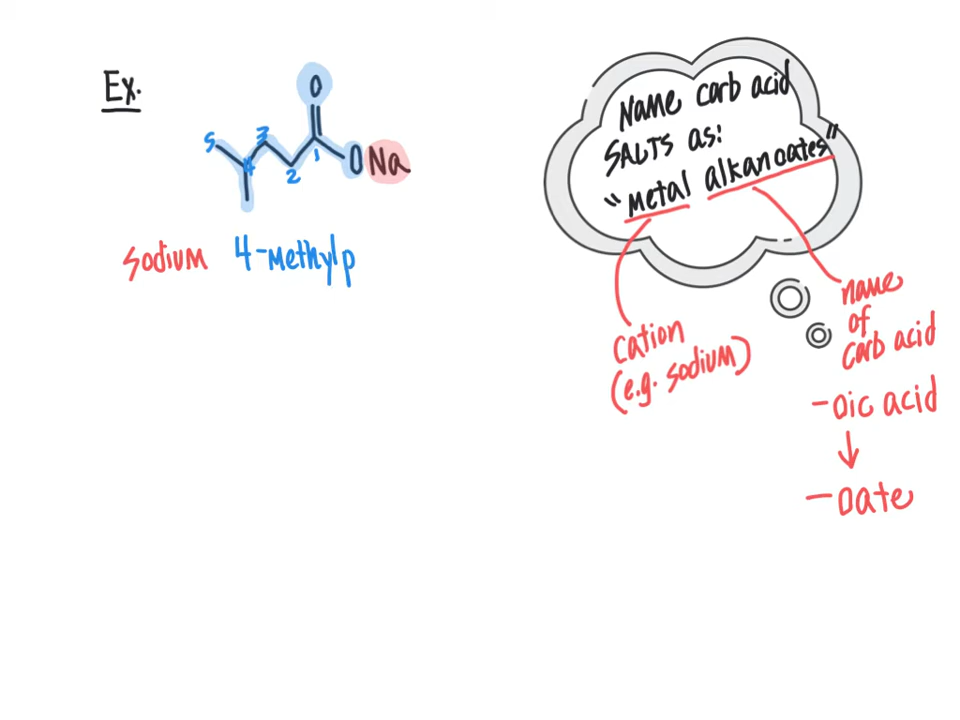 Ex.
O
5 4 3 2 1 ONa
sodium 4-methylp
Name carb acid
SALTS as:
"metal alkanoates"
cation
(e.g. sodium)
name
of
carb acid
-oic acid
↓
-oate